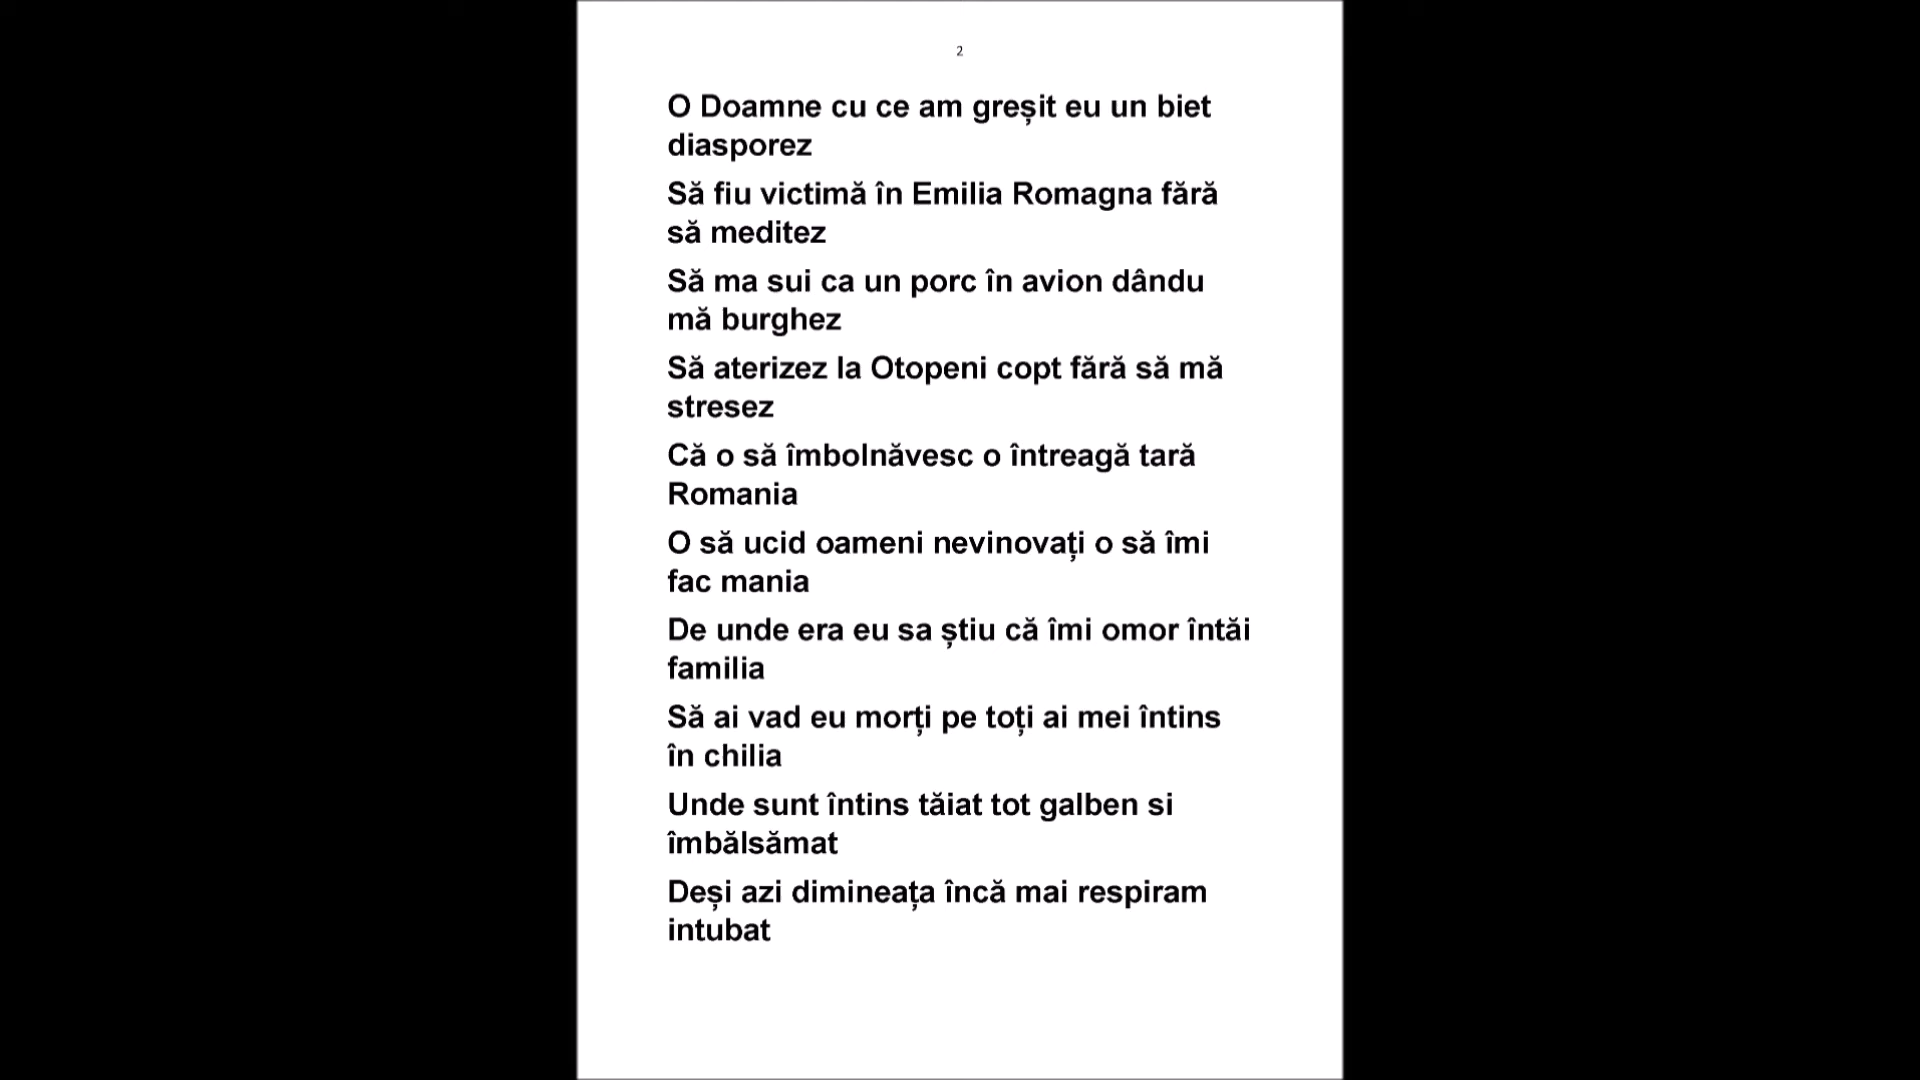 2
O Doamne cu ce am greșit eu un biet
diasporez
Să fiu victimă în Emilia Romagna fără
să meditez
Să ma sui ca un porc în avion dându
mă burghez
Să aterizez la Otopeni copt fără să mă
stresez
Că o să îmbolnăvesc o întreagă tară
Romania
O să ucid oameni nevinovați o să îmi
fac mania
De unde era eu sa știu că îmi omor întăi
familia
Să ai vad eu morți pe toți ai mei întins
în chilia
Unde sunt întins tăiat tot galben si
îmbălsămat
Deși azi dimineața încă mai respiram
intubat